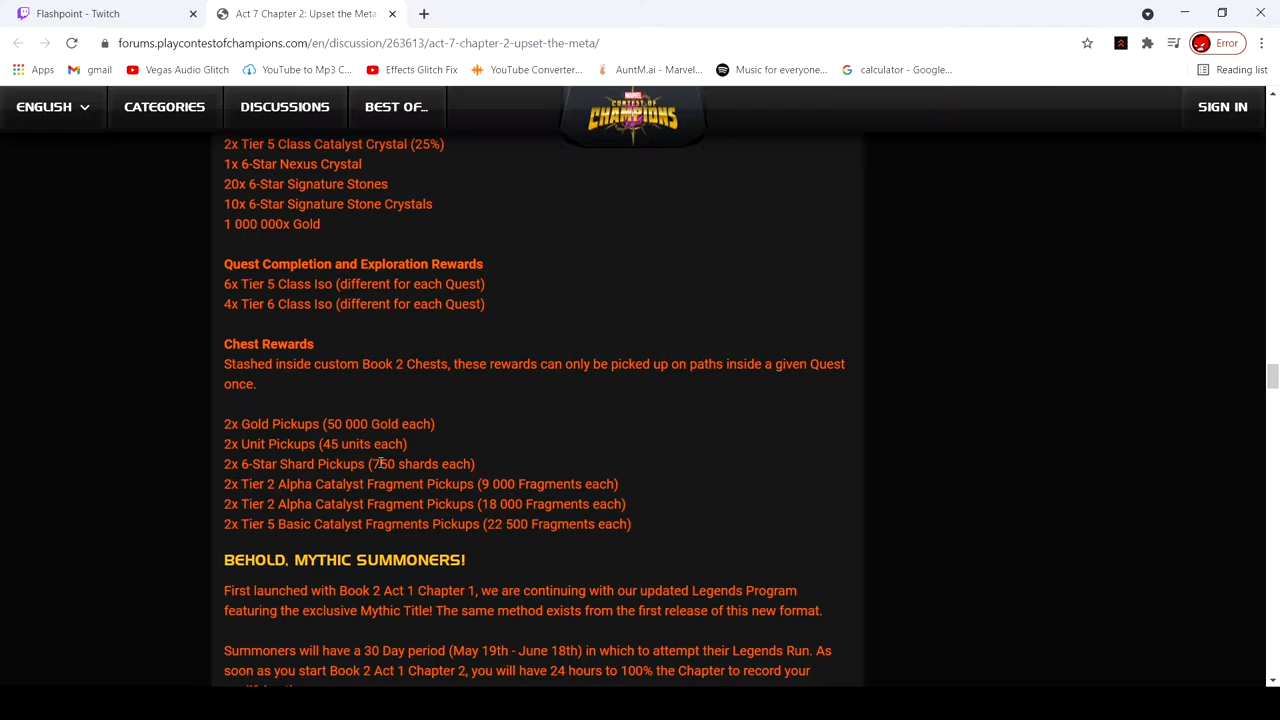 Flashpoint - Twitch
Act 7 Chapter 2: Upset the Meta
forums.playcontestofchampions.com/en/discussion/263613/act-7-chapter-2-upset-the-meta/
Error
Apps
gmail
Vegas Audio Glitch
YouTube to Mp3 C...
Effects Glitch Fix
YouTube Converter...
AuntM.ai - Marvel...
Music for everyone...
calculator - Google...
Reading list
ENGLISH
CATEGORIES
DISCUSSIONS
BEST OF...
MARVEL
CONTEST OF
CHAMPIONS
SIGN IN
2x Tier 5 Class Catalyst Crystal (25%)
1x 6-Star Nexus Crystal
20x 6-Star Signature Stones
10x 6-Star Signature Stone Crystals
1 000 000x Gold
Quest Completion and Exploration Rewards
6x Tier 5 Class Iso (different for each Quest)
4x Tier 6 Class Iso (different for each Quest)
Chest Rewards
Stashed inside custom Book 2 Chests, these rewards can only be picked up on paths inside a given Quest
once.
2x Gold Pickups (50 000 Gold each)
2x Unit Pickups (45 units each)
2x 6-Star Shard Pickups (750 shards each)
2x Tier 2 Alpha Catalyst Fragment Pickups (9 000 Fragments each)
2x Tier 2 Alpha Catalyst Fragment Pickups (18 000 Fragments each)
2x Tier 5 Basic Catalyst Fragments Pickups (22 500 Fragments each)
BEHOLD, MYTHIC SUMMONERS!
First launched with Book 2 Act 1 Chapter 1, we are continuing with our updated Legends Program
featuring the exclusive Mythic Title! The same method exists from the first release of this new format.
Summoners will have a 30 Day period (May 19th - June 18th) in which to attempt their Legends Run. As
soon as you start Book 2 Act 1 Chapter 2, you will have 24 hours to 100% the Chapter to record your